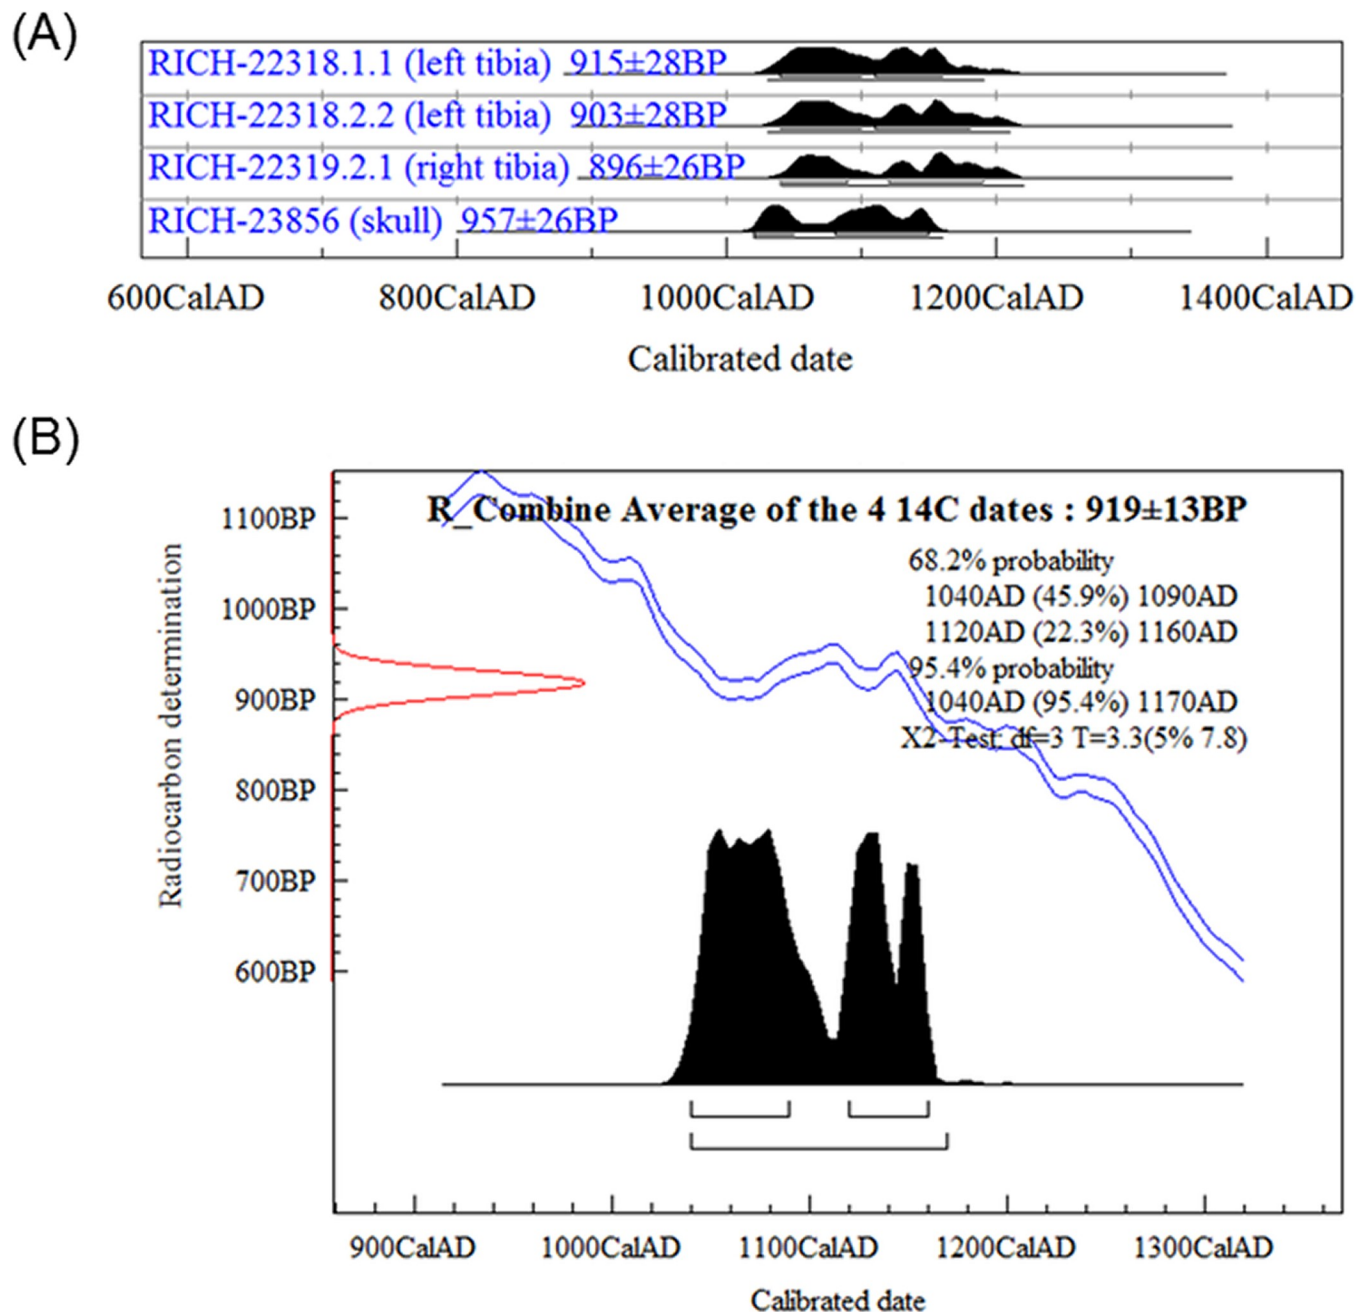 (A)
RICH-22318.1.1 (left tibia) 915±28BP
RICH-22318.2.2 (left tibia) 903±28BP
RICH-22319.2.1 (right tibia) 896±26BP
RICH-23856 (skull) 957±26BP
600CalAD 800CalAD 1000CalAD 1200CalAD 1400CalAD
Calibrated date
(B)
R_Combine Average of the 4 14C dates : 919±13BP
68.2% probability
1040AD (45.9%) 1090AD
1120AD (22.3%) 1160AD
95.4% probability
1040AD (95.4%) 1170AD
X2-Test: df=3 T=3.3(5% 7.8)
Radiocarbon determination
1100BP
1000BP
900BP
800BP
700BP
600BP
900CalAD 1000CalAD 1100CalAD 1200CalAD 1300CalAD
Calibrated date